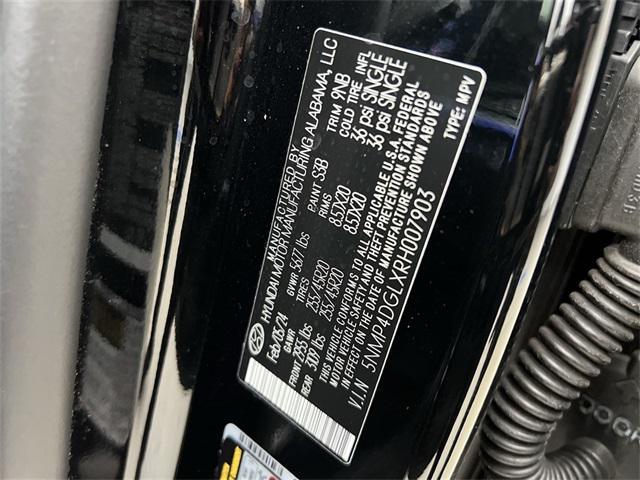 MANUFACTURED BY
HYUNDAI MOTOR MANUFACTURING ALABAMA, LLC
Feb/05/24 GVWR 5677 lbs PAINT S3B TRIM 9NB
GAWR TIRES RIMS COLD TIRE INFL
FRONT 2955 lbs 255/45R20 8.5JX20 36 psi SINGLE
REAR 3109 lbs 255/45R20 8.5JX20 36 psi SINGLE
THIS VEHICLE CONFORMS TO ALL APPLICABLE U.S.A. FEDERAL
MOTOR VEHICLE SAFETY AND THEFT PREVENTION STANDARDS
IN EFFECT ON THE DATE OF MANUFACTURE SHOWN ABOVE
V.I.N 5NMP4DGLXRH007903 TYPE: MPV